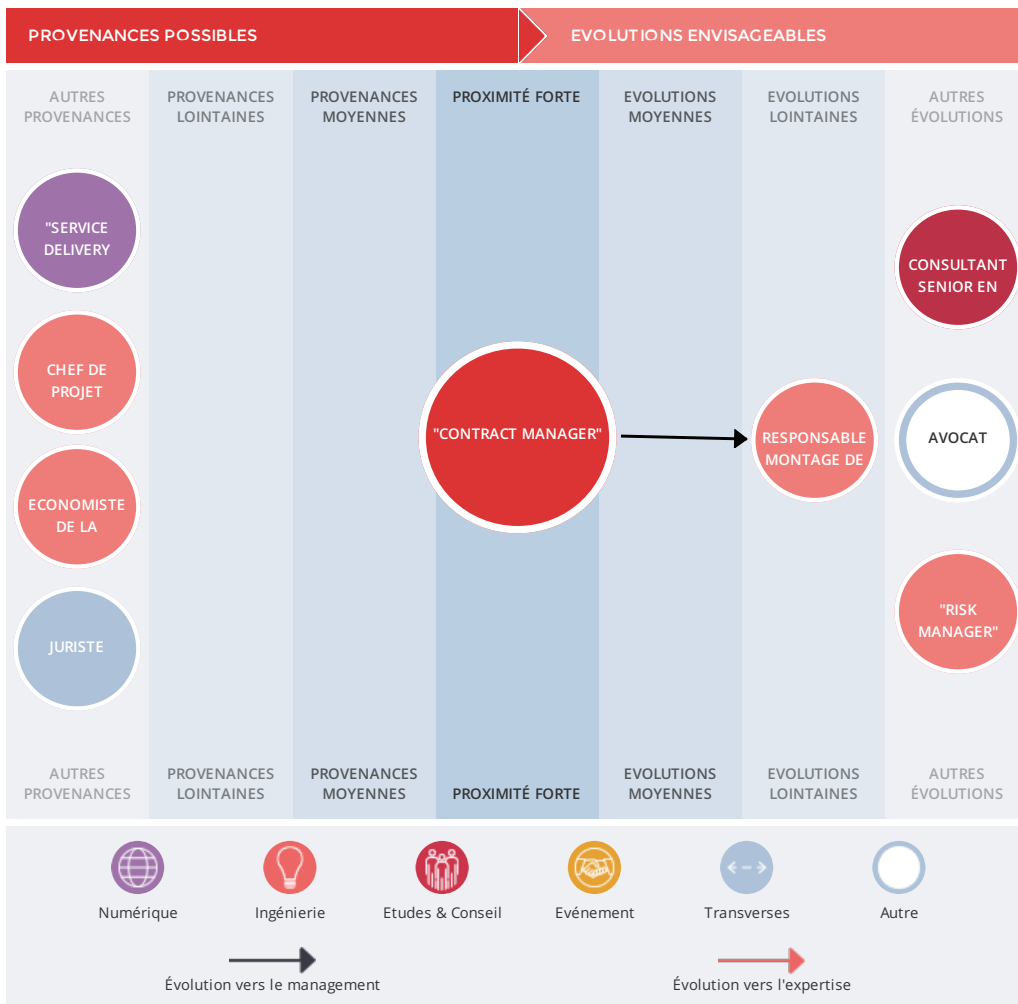 PROVENANCES POSSIBLES
EVOLUTIONS ENVISAGEABLES
AUTRES
PROVENANCES
PROVENANCES
LOINTAINES
PROVENANCES
MOYENNES
PROXIMITÉ FORTE
EVOLUTIONS
MOYENNES
EVOLUTIONS
LOINTAINES
AUTRES
ÉVOLUTIONS
"SERVICE
DELIVERY
CHEF DE
PROJET
ECONOMISTE
DE LA
JURISTE
"CONTRACT MANAGER"
RESPONSABLE
MONTAGE DE
CONSULTANT
SENIOR EN
AVOCAT
"RISK
MANAGER"
AUTRES
PROVENANCES
PROVENANCES
LOINTAINES
PROVENANCES
MOYENNES
PROXIMITÉ FORTE
EVOLUTIONS
MOYENNES
EVOLUTIONS
LOINTAINES
AUTRES
ÉVOLUTIONS
Numérique
Ingénierie
Etudes & Conseil
Evénement
Transverses
Autre
Évolution vers le management
Évolution vers l'expertise